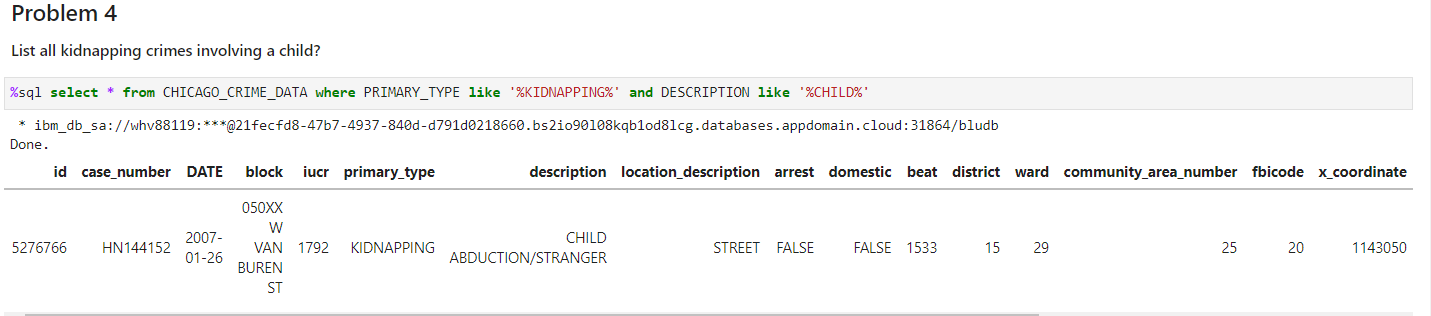 Problem 4
List all kidnapping crimes involving a child?
%sql select * from CHICAGO_CRIME_DATA where PRIMARY_TYPE like '%KIDNAPPING%' and DESCRIPTION like '%CHILD%'
* ibm_db_sa://whv88119:***@21fecfd8-47b7-4937-840d-d791d0218660.bs2io90l08kqb1od8lcg.databases.appdomain.cloud:31864/bludb
Done.
id case_number DATE block iucr primary_type description location_description arrest domestic beat district ward community_area_number fbicode x_coordinate
5276766 HN144152 2007-01-26 050XX W VAN BUREN ST 1792 KIDNAPPING CHILD ABDUCTION/STRANGER STREET FALSE FALSE 1533 15 29 25 20 1143050